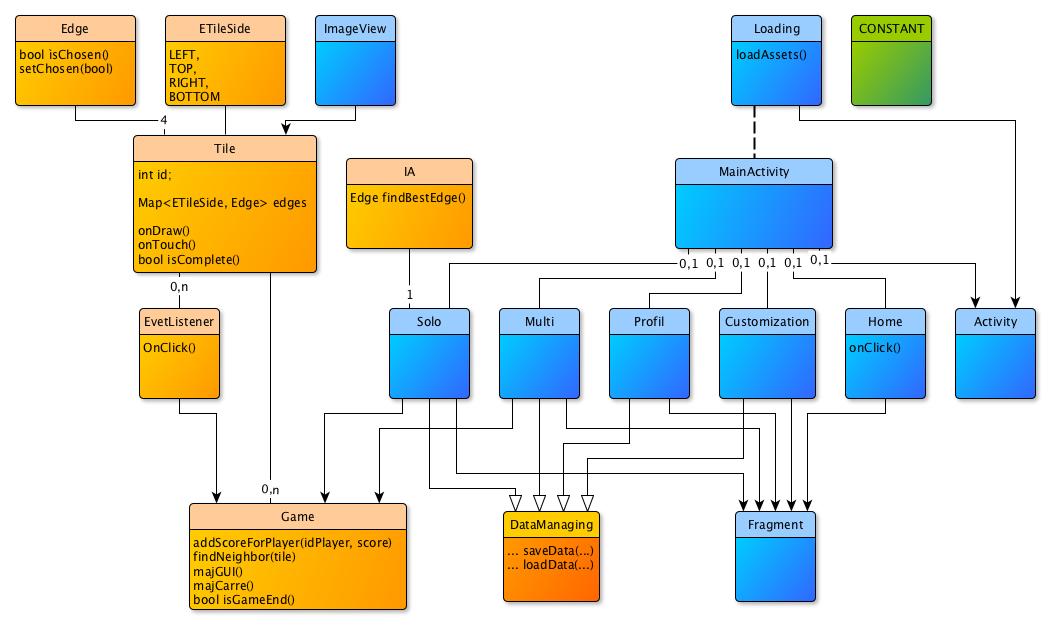 Edge
bool isChosen()
setChosen(bool)
ETileSide
LEFT,
TOP,
RIGHT,
BOTTOM
ImageView
Loading
loadAssets()
CONSTANT
4
Tile
int id;
Map<ETileSide, Edge> edges
onDraw()
onTouch()
bool isComplete()
IA
Edge findBestEdge()
MainActivity
0,1
0,1
0,1
0,1
0,1
0,1
0,n
1
EvetListener
OnClick()
Solo
Multi
Profil
Customization
Home
onClick()
Activity
0,n
Game
addScoreForPlayer(idPlayer, score)
findNeighbor(tile)
majGUI()
majCarre()
bool isGameEnd()
DataManaging
... saveData(...)
... loadData(...)
Fragment